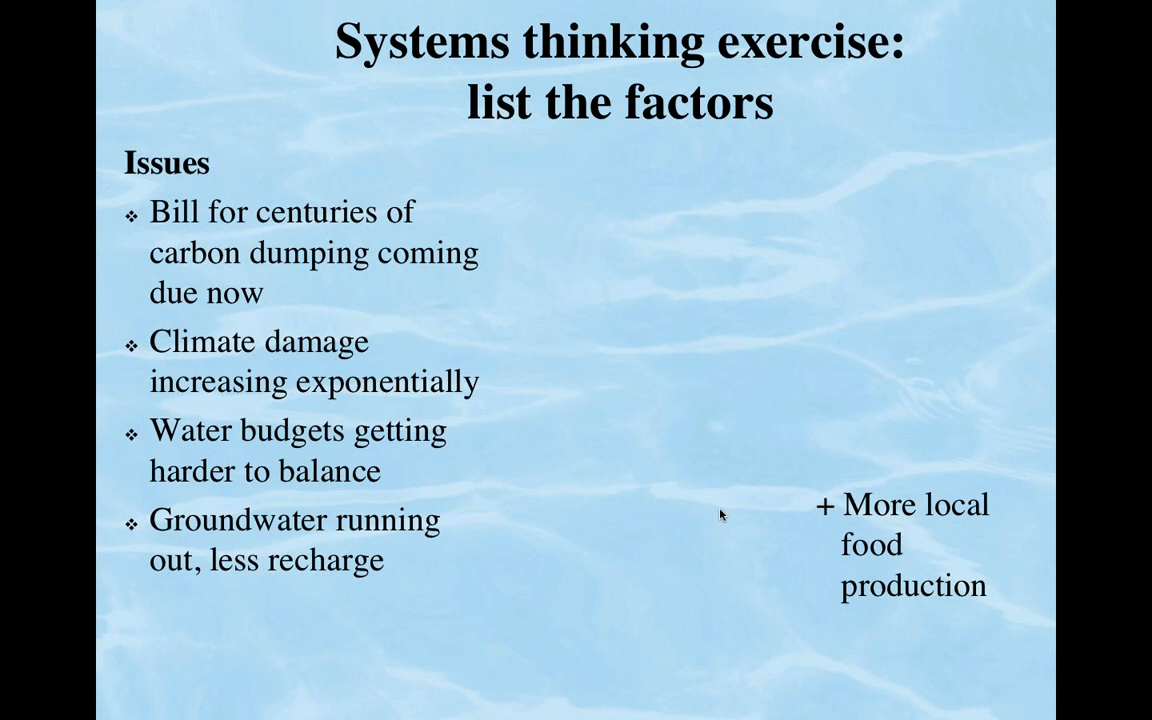 Systems thinking exercise:
list the factors
Issues
❖ Bill for centuries of
carbon dumping coming
due now
❖ Climate damage
increasing exponentially
❖ Water budgets getting
harder to balance
❖ Groundwater running
out, less recharge
+ More local
food
production